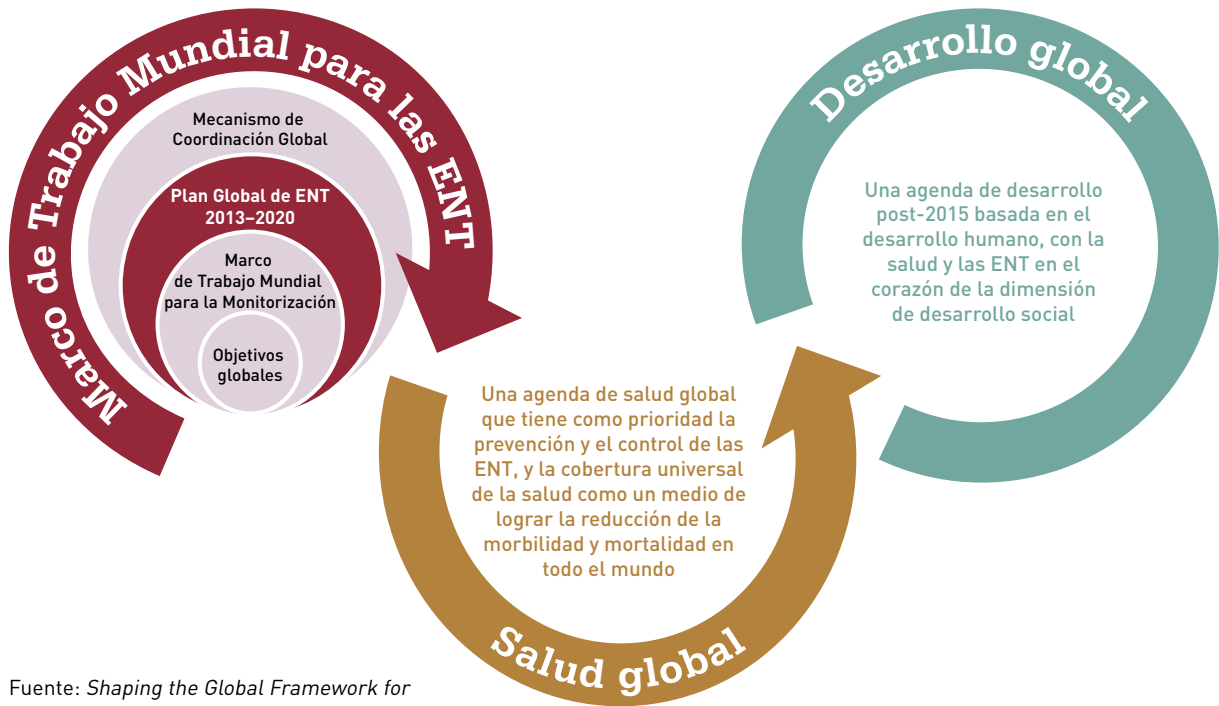 Marco de Trabajo Mundial para las ENT
Mecanismo de
Coordinación Global
Plan Global de ENT
2013–2020
Marco
de Trabajo Mundial
para la Monitorización
Objetivos
globales
Una agenda de salud global
que tiene como prioridad la
prevención y el control de las
ENT, y la cobertura universal
de la salud como un medio de
lograr la reducción de la
morbilidad y mortalidad en
todo el mundo
Salud global
Desarrollo global
Una agenda de desarrollo
post-2015 basada en el
desarrollo humano, con la
salud y las ENT en el
corazón de la dimensión
de desarrollo social
Fuente: Shaping the Global Framework for